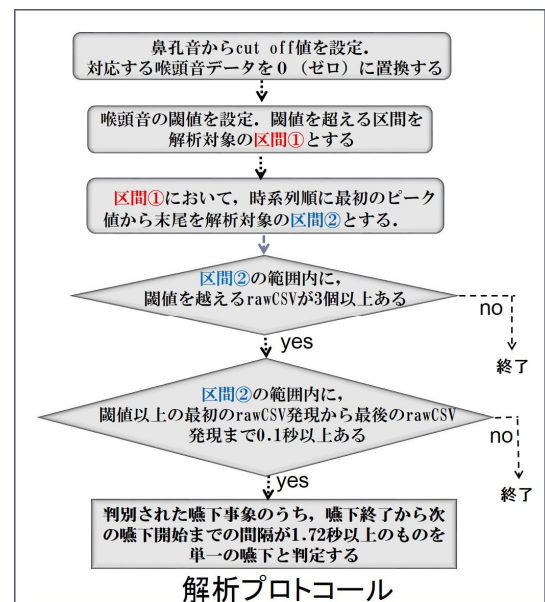 鼻孔音からcut off値を設定.
対応する喉頭音データを０（ゼロ）に置換する
喉頭音の閾値を設定. 閾値を超える区間を
解析対象の区間①とする
区間①において，時系列順に最初のピーク
値から末尾を解析対象の区間②とする.
区間②の範囲内に，
閾値を越えるrawCSVが3個以上ある
no
終了
yes
区間②の範囲内に，
閾値以上の最初のrawCSV発現から最後のrawCSV
発現まで0.1秒以上ある
no
終了
yes
判別された嚥下事象のうち，嚥下終了から次
の嚥下開始までの間隔が1.72秒以上のものを
単一の嚥下と判定する
解析プロトコール